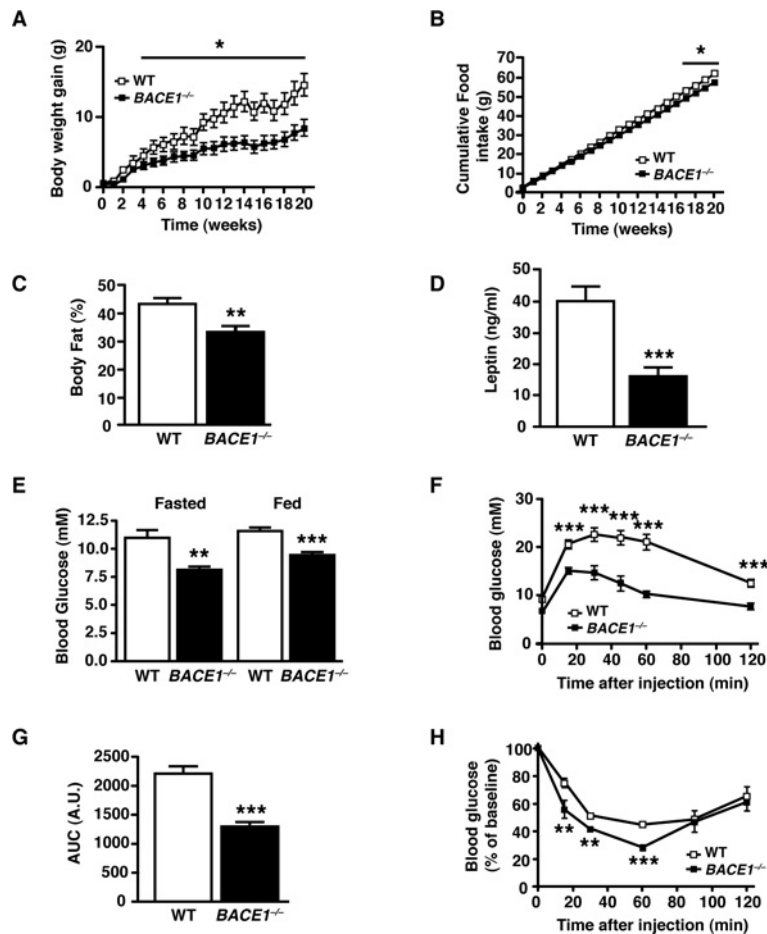 A
*
Body weight gain (g)
20
10
0
WT
BACE1–/–
0 2 4 6 8 10 12 14 16 18 20
Time (weeks)
B
*
Cumulative Food
intake (g)
70
60
50
40
30
20
10
0
WT
BACE1–/–
0 2 4 6 8 10 12 14 16 18 20
Time (weeks)
C
Body Fat (%)
50
40
30
40
10
0
**
WT BACE1–/–
D
Leptin (ng/ml)
50
40
30
20
10
0
***
WT BACE1–/–
E
Fasted Fed
Blood Glucose (mM)
12.5
10.0
7.5
5.0
2.5
0.0
** ***
WT BACE1–/– WT BACE1–/–
F
Blood glucose (mM)
30
20
10
0
*** *** *** *** ***
WT
BACE1–/–
0 20 40 60 80 100 120
Time after injection (min)
G
AUC (A.U.)
2500
2000
1500
1000
500
0
***
WT BACE1–/–
H
Blood glucose
(% of baseline)
100
80
60
40
20
0
** ** ***
WT
BACE1–/–
0 20 40 60 80 100 120
Time after injection (min)